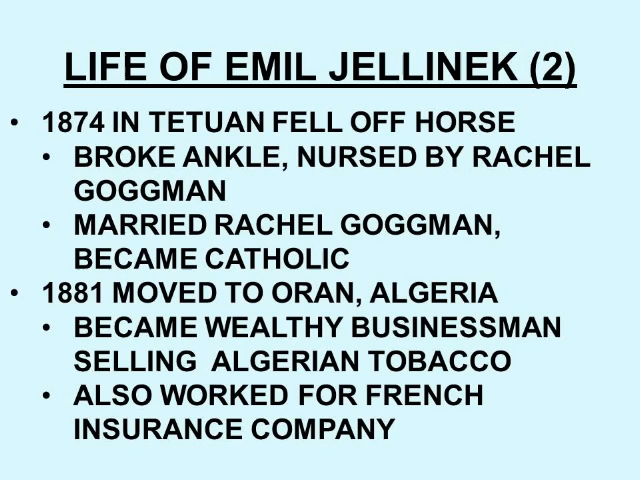 LIFE OF EMIL JELLINEK (2)
• 1874 IN TETUAN FELL OFF HORSE
• BROKE ANKLE, NURSED BY RACHEL
GOGGMAN
• MARRIED RACHEL GOGGMAN,
BECAME CATHOLIC
• 1881 MOVED TO ORAN, ALGERIA
• BECAME WEALTHY BUSINESSMAN
SELLING  ALGERIAN TOBACCO
• ALSO WORKED FOR FRENCH
INSURANCE COMPANY